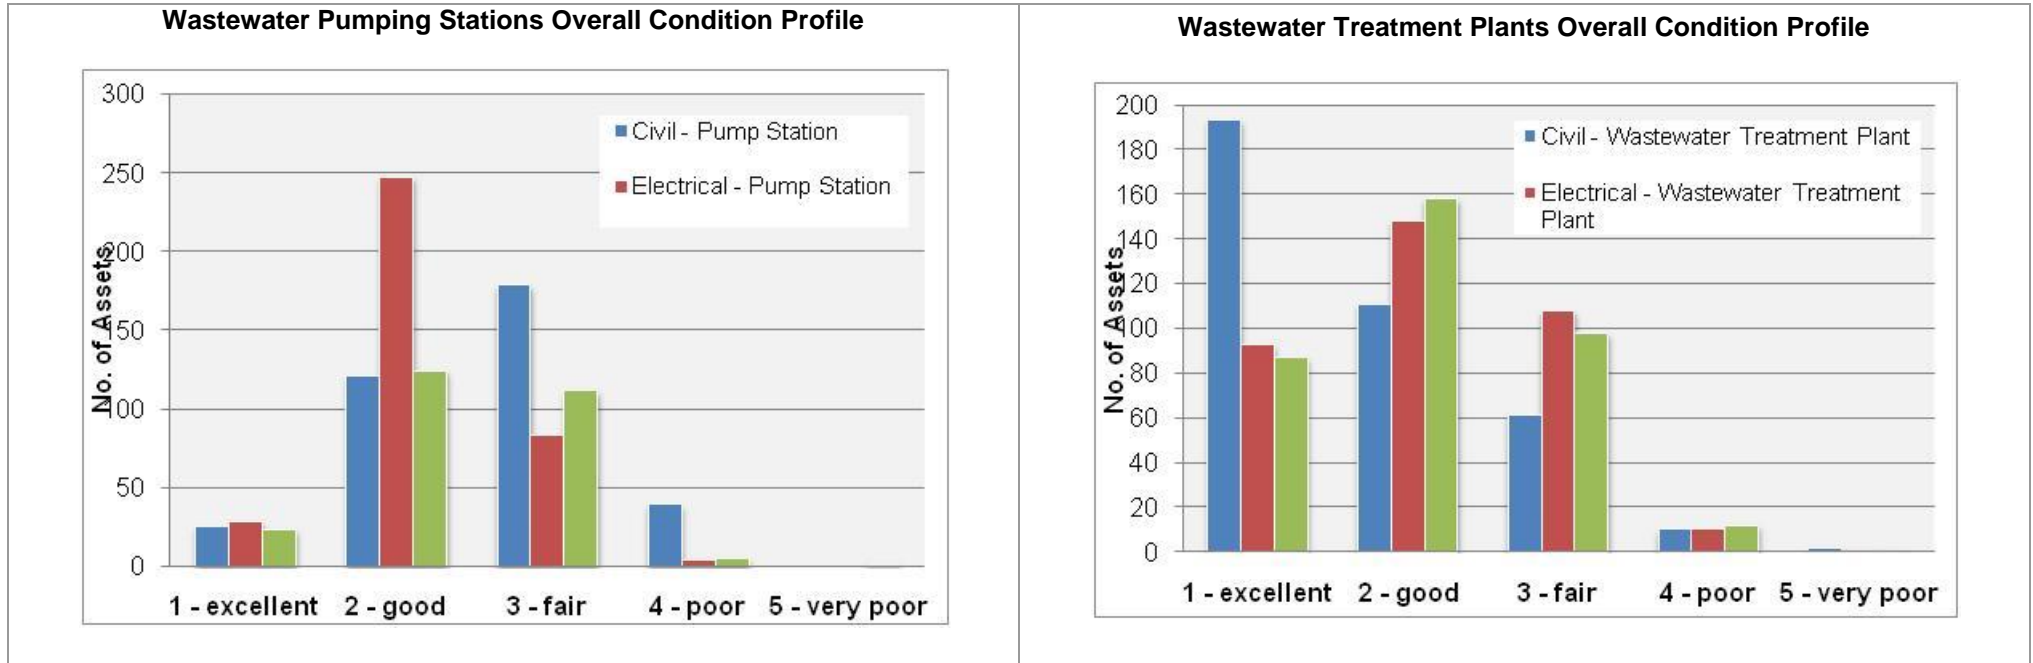 Wastewater Pumping Stations Overall Condition Profile
300
250
200
150
100
50
0
No. of Assets
Civil - Pump Station
Electrical - Pump Station
1 - excellent 2 - good 3 - fair 4 - poor 5 - very poor
Wastewater Treatment Plants Overall Condition Profile
200
180
160
140
120
100
80
60
40
20
0
No. of Assets
Civil - Wastewater Treatment Plant
Electrical - Wastewater Treatment
Plant
1 - excellent 2 - good 3 - fair 4 - poor 5 - very poor